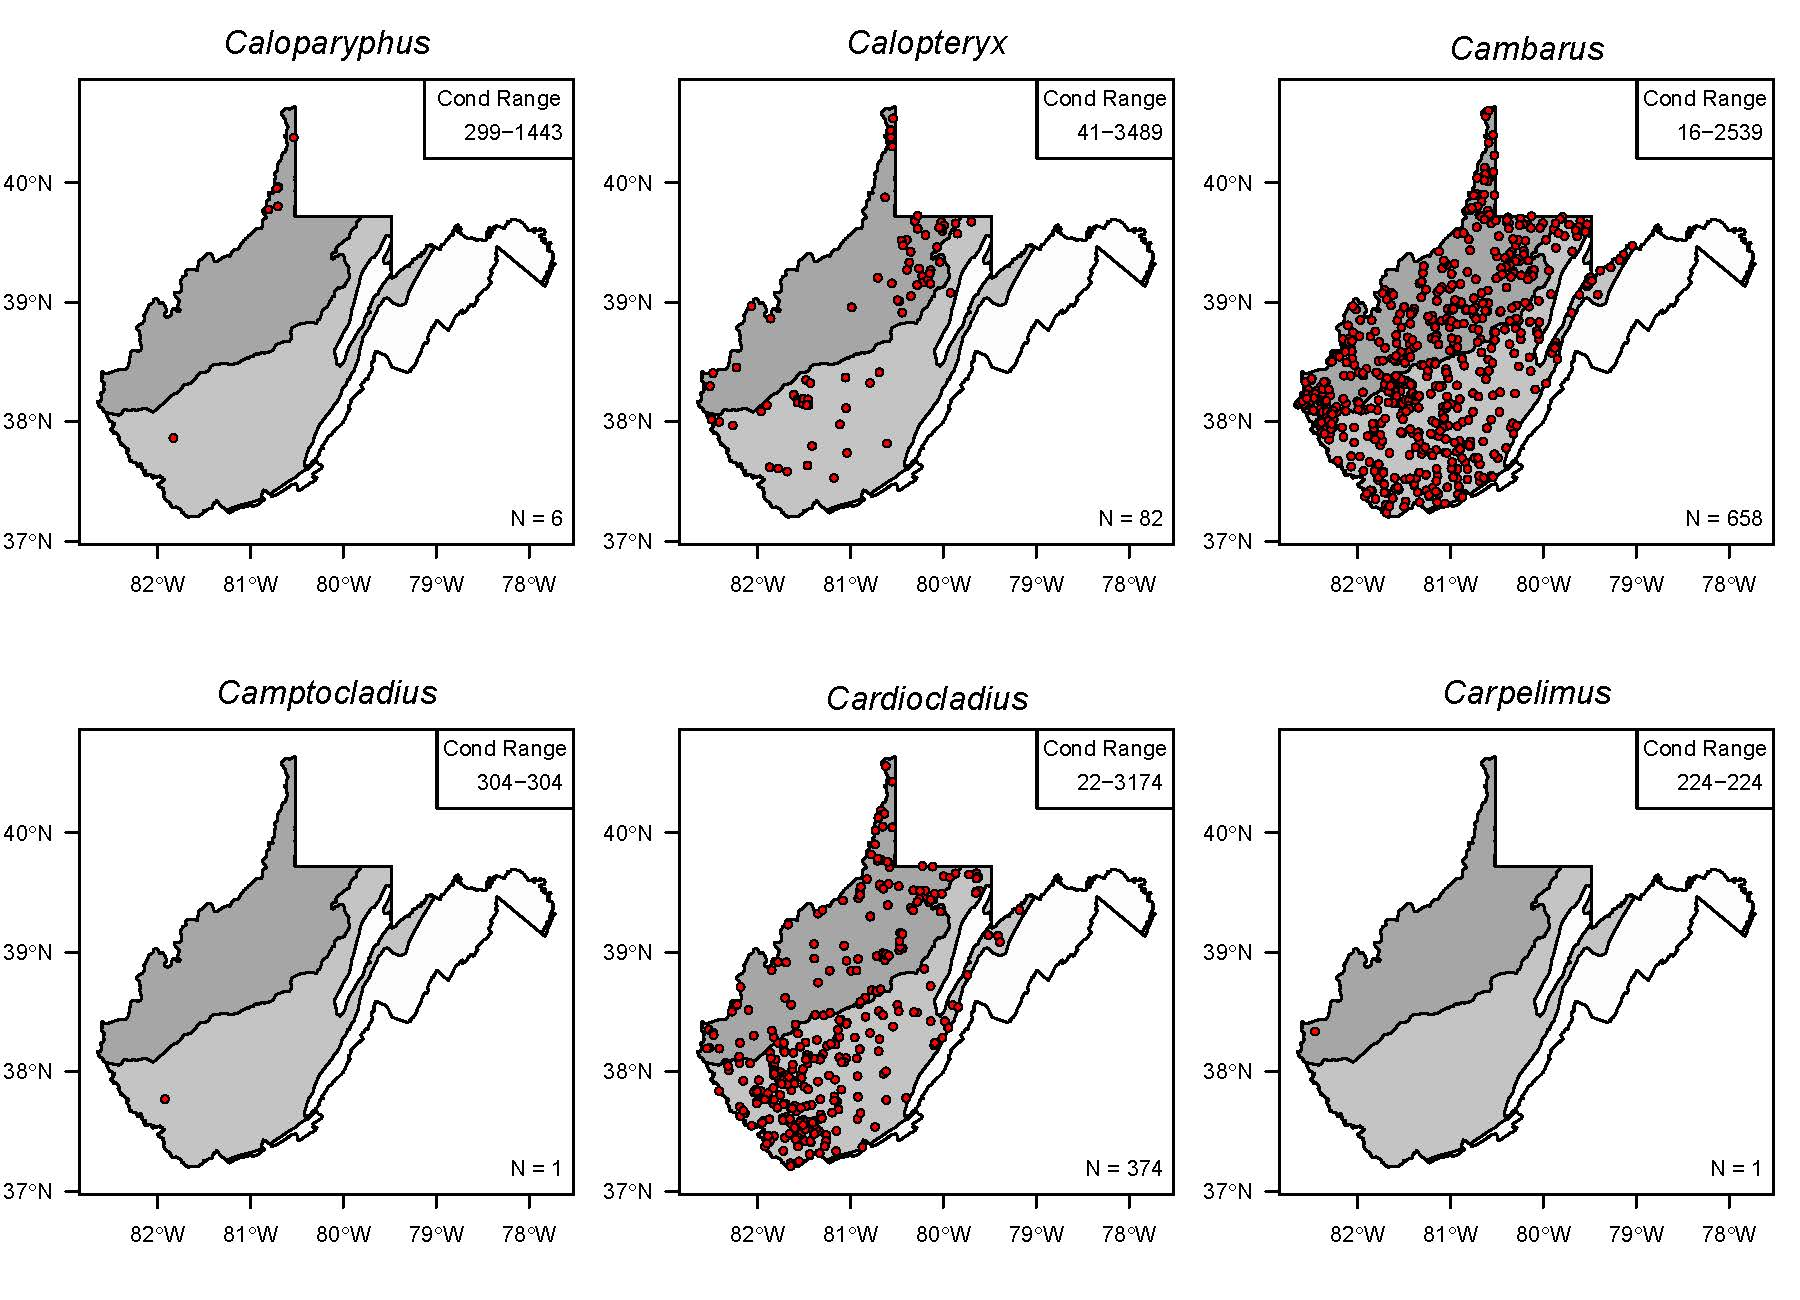 Caloparyphus
Calopteryx
Cambarus
Cond Range
299−1443
Cond Range
41−3489
Cond Range
16−2539
40°N
39°N
38°N
37°N
40°N
39°N
38°N
37°N
40°N
39°N
38°N
37°N
N = 6
N = 82
N = 658
82°W 81°W 80°W 79°W 78°W
82°W 81°W 80°W 79°W 78°W
82°W 81°W 80°W 79°W 78°W
Camptocladius
Cardiocladius
Carpelimus
Cond Range
304−304
Cond Range
22−3174
Cond Range
224−224
40°N
39°N
38°N
37°N
40°N
39°N
38°N
37°N
40°N
39°N
38°N
37°N
N = 1
N = 374
N = 1
82°W 81°W 80°W 79°W 78°W
82°W 81°W 80°W 79°W 78°W
82°W 81°W 80°W 79°W 78°W